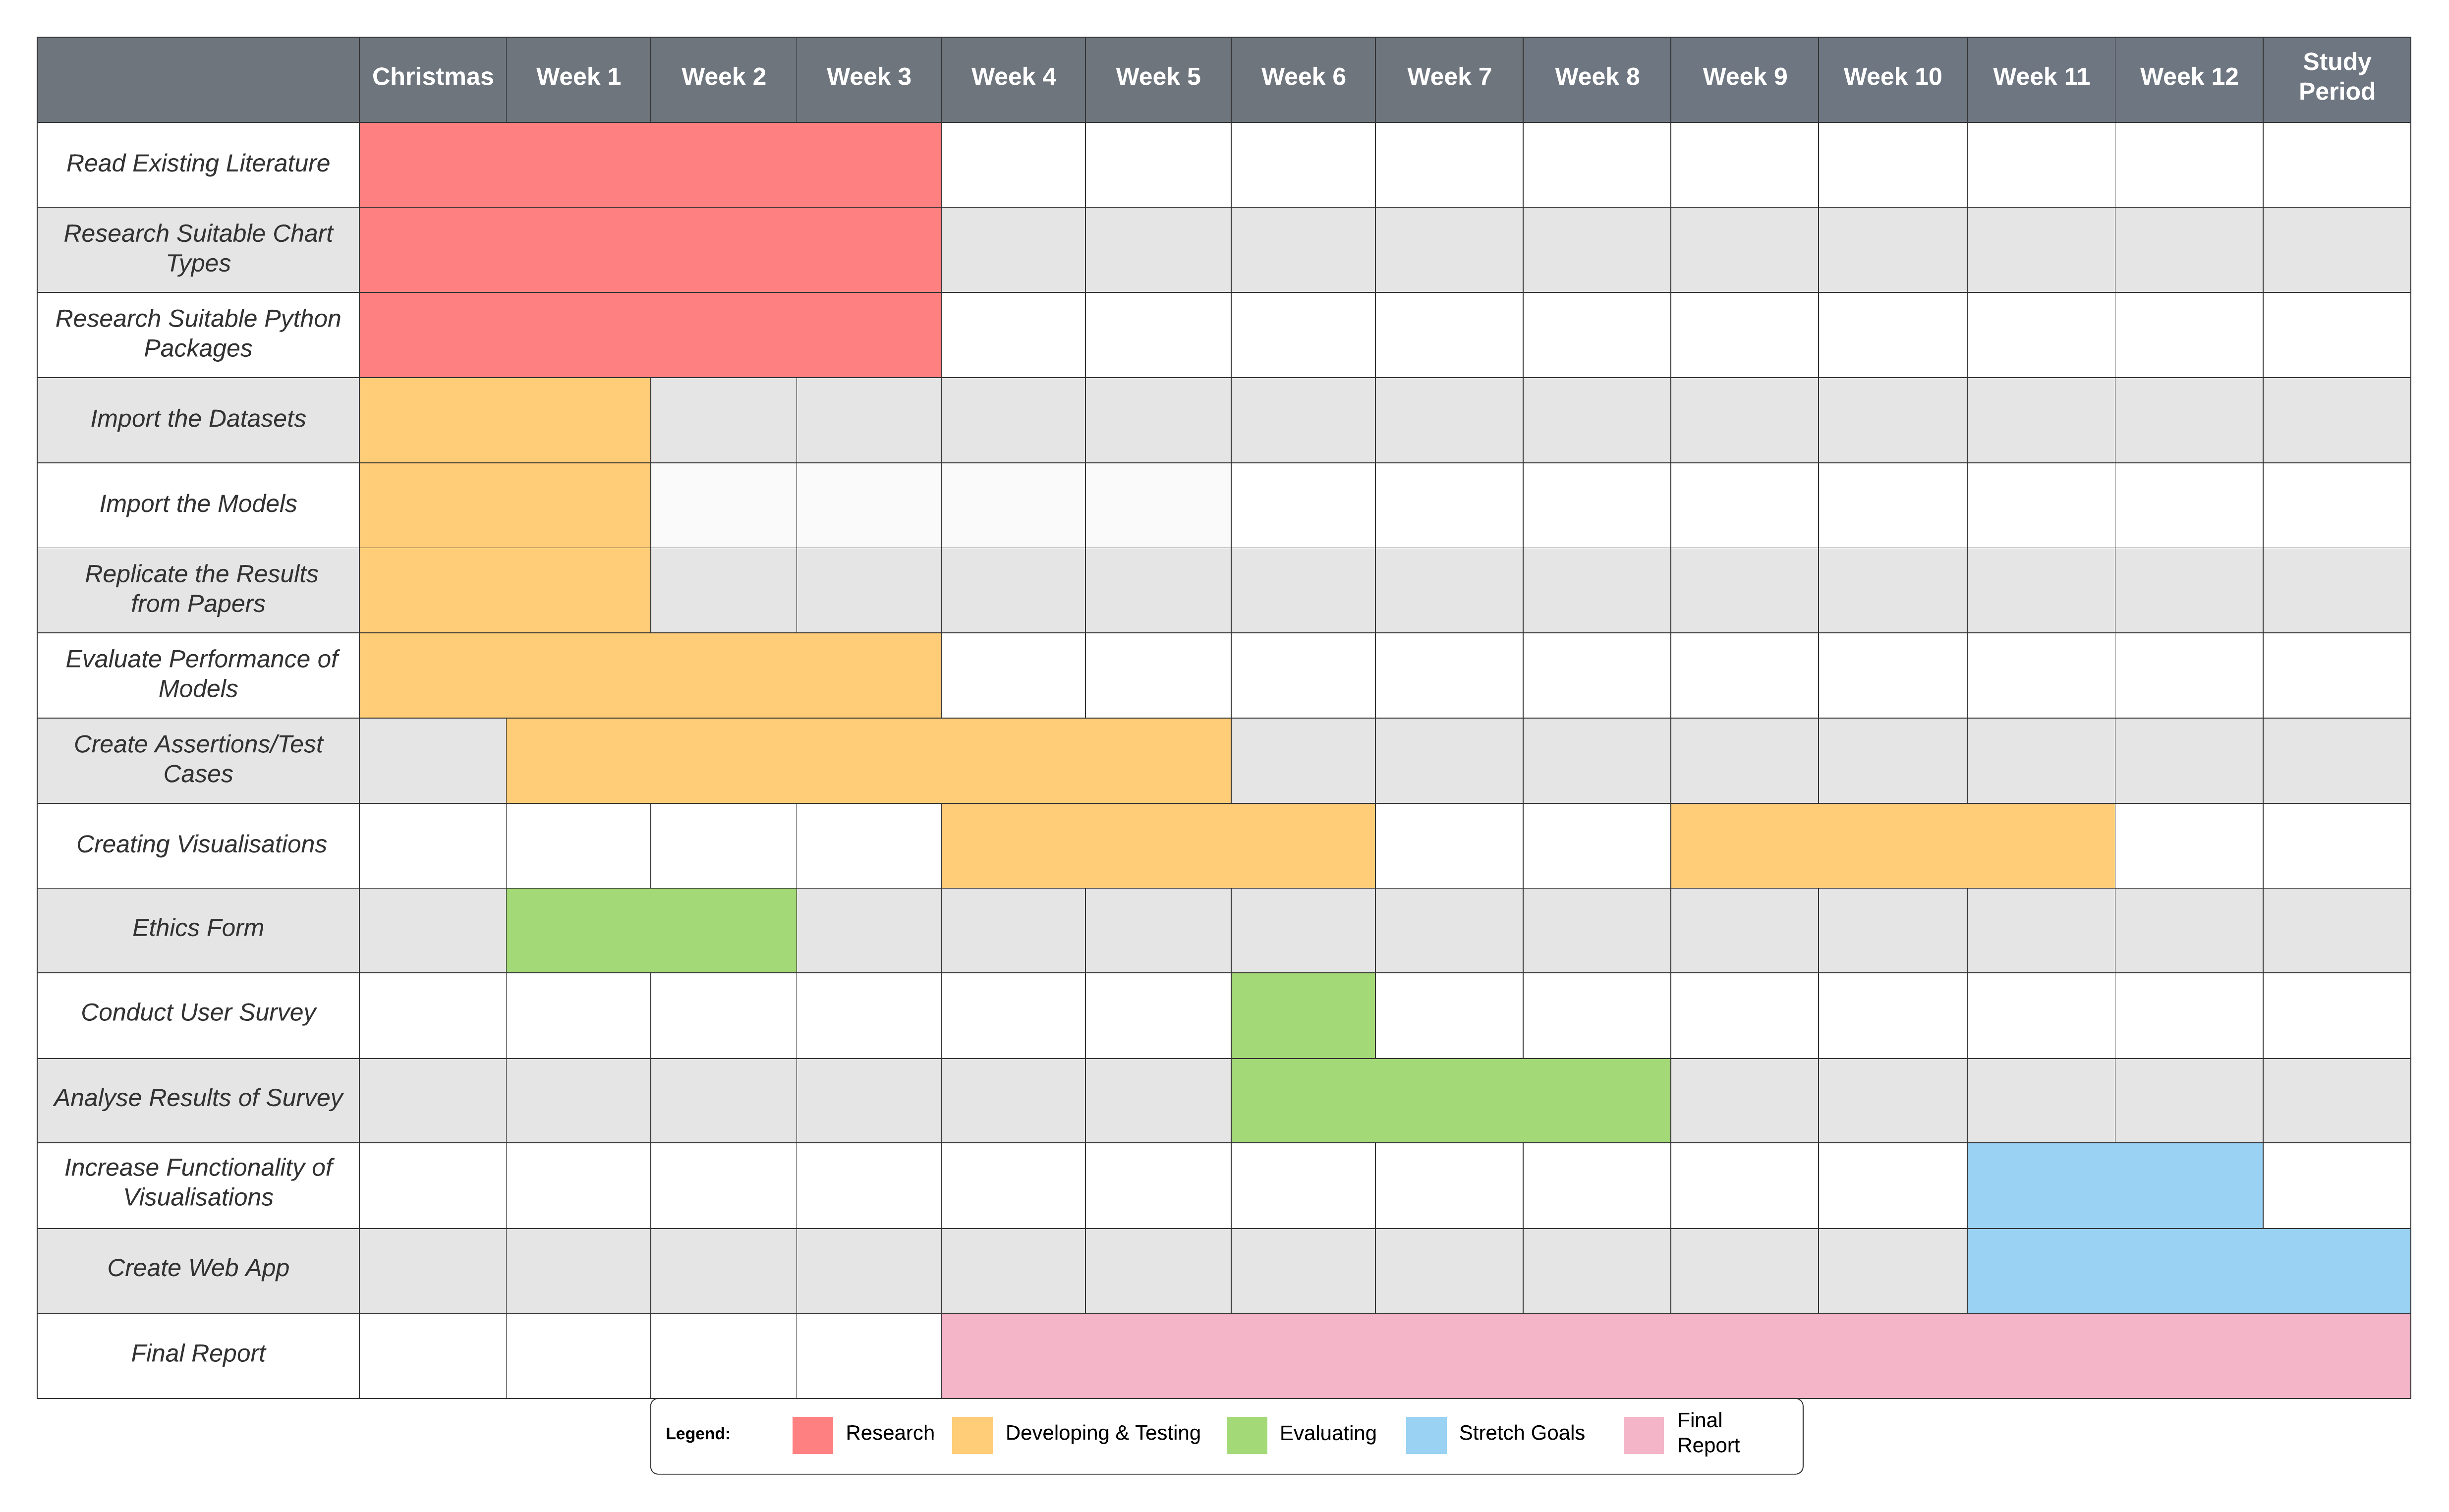 Christmas Week 1 Week 2 Week 3 Week 4 Week 5 Week 6 Week 7 Week 8 Week 9 Week 10 Week 11 Week 12 Study
Period
Read Existing Literature
Research Suitable Chart
Types
Research Suitable Python
Packages
Import the Datasets
Import the Models
Replicate the Results
from Papers
Evaluate Performance of
Models
Create Assertions/Test
Cases
Creating Visualisations
Ethics Form
Conduct User Survey
Analyse Results of Survey
Increase Functionality of
Visualisations
Create Web App
Final Report
Legend: Research Developing & Testing Evaluating Stretch Goals Final
Report